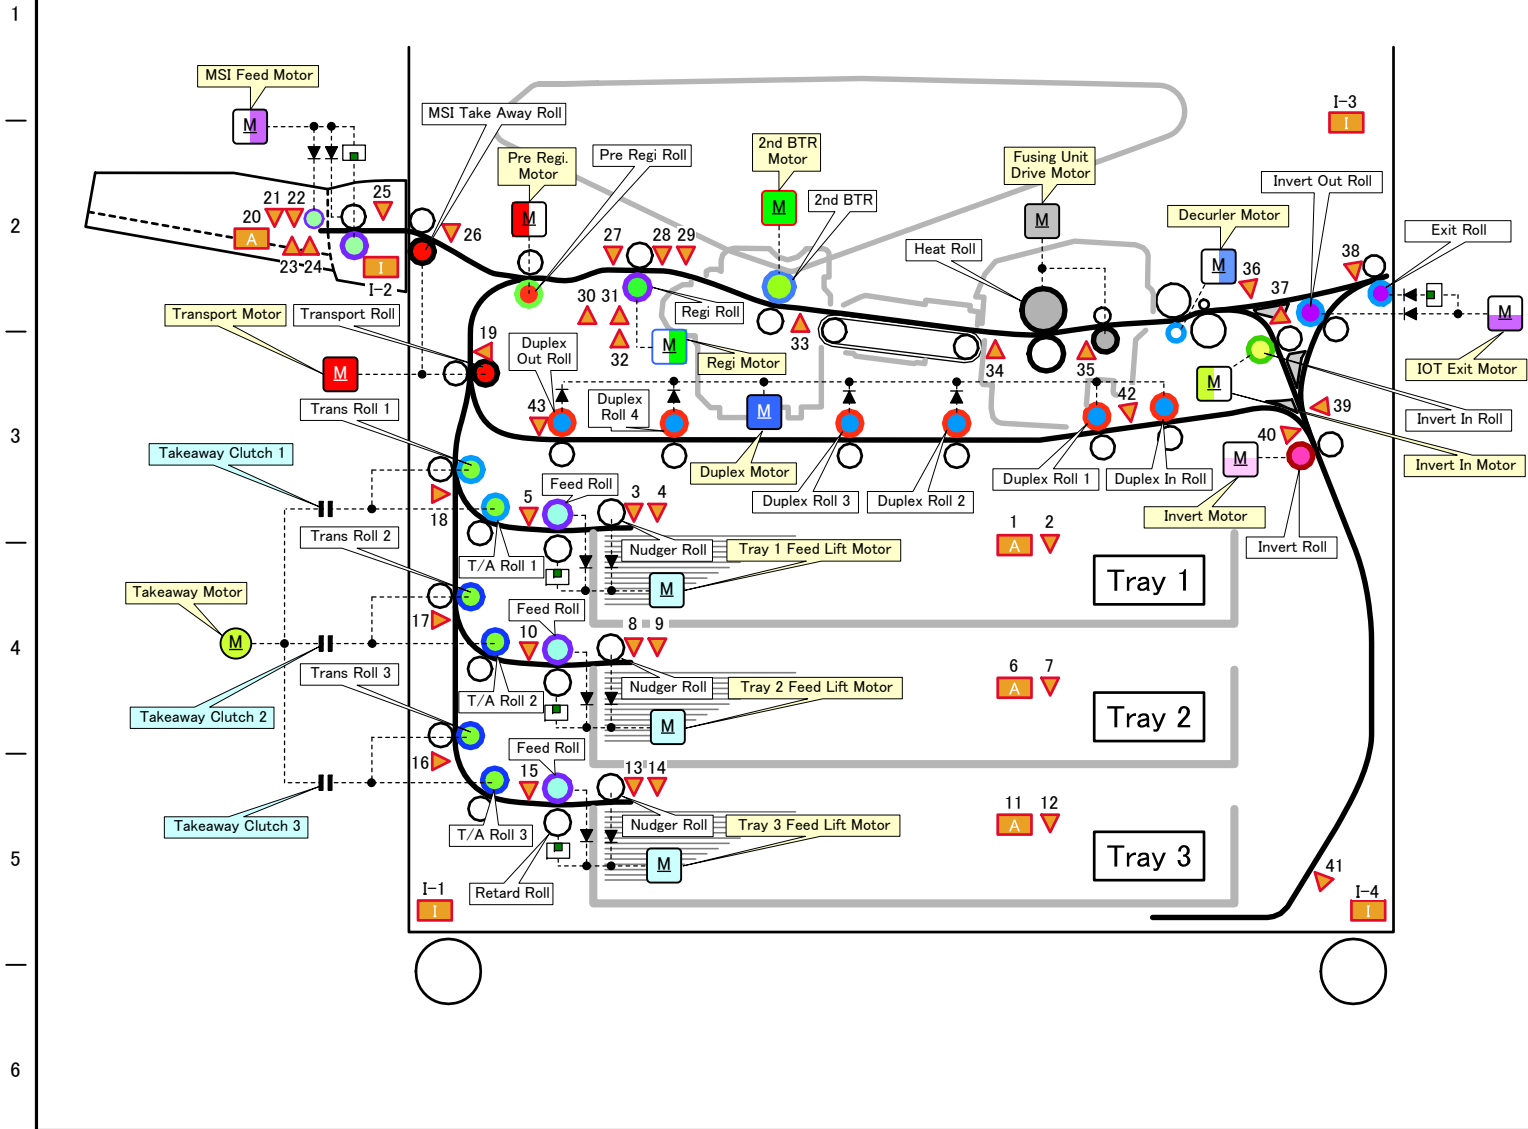 1
MSI Feed Motor
M
MSI Take Away Roll
I-3
I
Pre Regi.
Motor
Pre Regi Roll
2nd BTR
Motor
Fusing Unit
Drive Motor
Invert Out Roll
M
M
M
2nd BTR
Decurler Motor
Exit Roll
2
21 22
25
20
A
26
23-24
I
I-2
27
28 29
Heat Roll
M
36
38
37
30 31
32
Regi Roll
M
Regi Motor
33
34
35
M
IOT Exit Motor
Transport Motor
Transport Roll
19
Duplex
Out Roll
M
M
Trans Roll 1
43
Duplex
Roll 4
M
42
39
Invert In Roll
3
Takeaway Clutch 1
40
M
Duplex Motor
Duplex Roll 3
Duplex Roll 2
Duplex Roll 1
Duplex In Roll
Invert In Motor
Feed Roll
5
3 4
18
Invert Motor
Invert Roll
Trans Roll 2
T/A Roll 1
Nudger Roll
Tray 1 Feed Lift Motor
1
A
2
M
Tray 1
Takeaway Motor
M
17
Feed Roll
10
8 9
4
Trans Roll 3
T/A Roll 2
Nudger Roll
Tray 2 Feed Lift Motor
6
A
7
M
Tray 2
Takeaway Clutch 2
16
Feed Roll
15
13 14
Takeaway Clutch 3
T/A Roll 3
Nudger Roll
Tray 3 Feed Lift Motor
11
A
12
M
Tray 3
5
Retard Roll
41
I-1
I
I-4
I
6